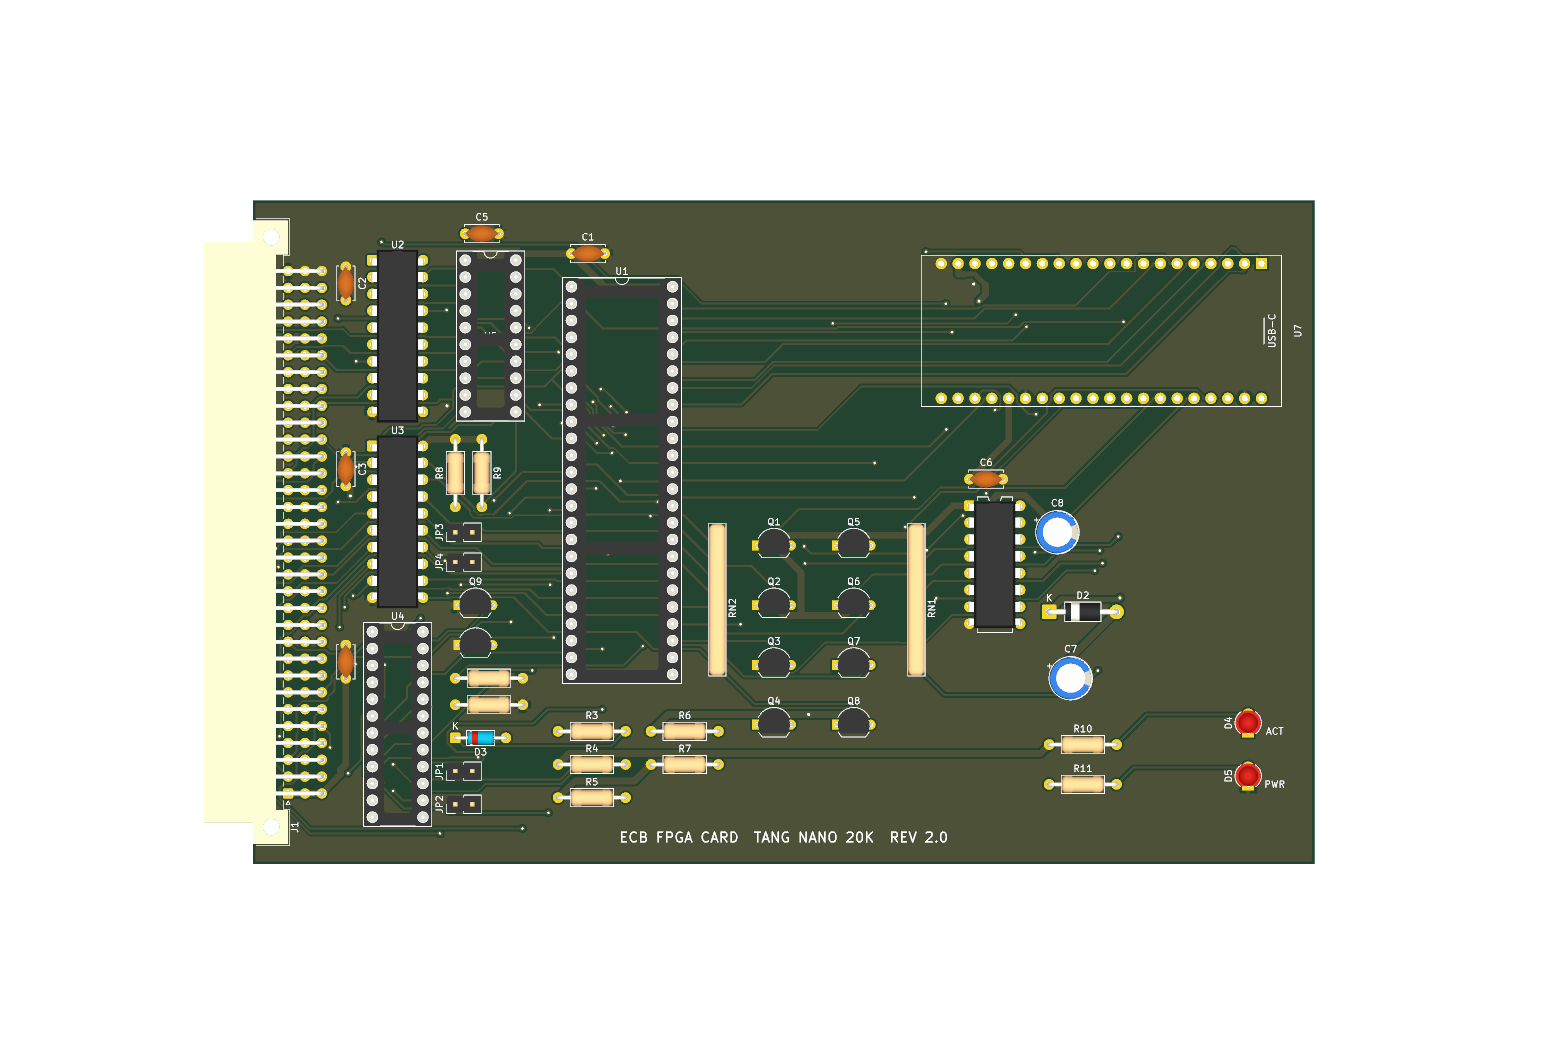 C5
C1
U2
U1
C2
USB-C
U7
U3
C3
R8
R9
C6
C8
JP3
Q1
Q5
JP4
Q9
Q2
Q6
K
D2
RN2
RN1
U4
Q3
Q7
C7
+
+
K
R3
R6
Q4
Q8
D4
ACT
R10
D3
R4
R7
JP1
R11
D5
PWR
R5
JP2
J1
ECB FPGA CARD TANG NANO 20K REV 2.0